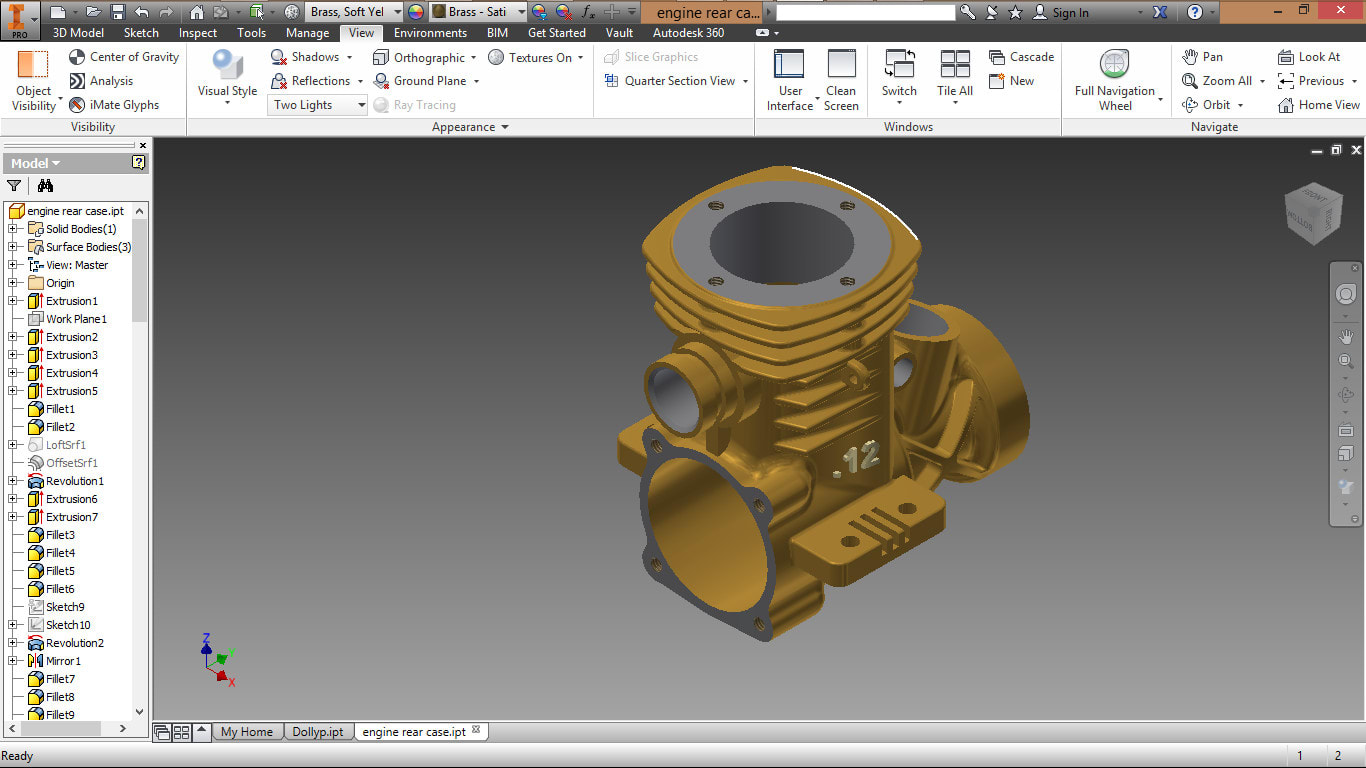 PRO
Brass, Soft Yel
Brass - Sati
engine rear ca...
Sign In
3D Model Sketch Inspect Tools Manage View Environments BIM Get Started Vault Autodesk 360
Object Visibility
Center of Gravity
Analysis
iMate Glyphs
Visibility
Visual Style
Shadows
Reflections
Two Lights
Orthographic
Ground Plane
Ray Tracing
Textures On
Appearance
Slice Graphics
Quarter Section View
User Interface
Clean Screen
Switch
Tile All
Cascade
New
Windows
Full Navigation Wheel
Pan
Zoom All
Orbit
Look At
Previous
Home View
Navigate
Model
engine rear case.ipt
Solid Bodies(1)
Surface Bodies(3)
View: Master
Origin
Extrusion1
Work Plane1
Extrusion2
Extrusion3
Extrusion4
Extrusion5
Fillet1
Fillet2
LoftSrf1
OffsetSrf1
Revolution1
Extrusion6
Extrusion7
Fillet3
Fillet4
Fillet5
Fillet6
Sketch9
Sketch10
Revolution2
Mirror1
Fillet7
Fillet8
Fillet9
.12
FRONT
BOTTOM
Z
Y
X
My Home
Dollyp.ipt
engine rear case.ipt
Ready
1
2